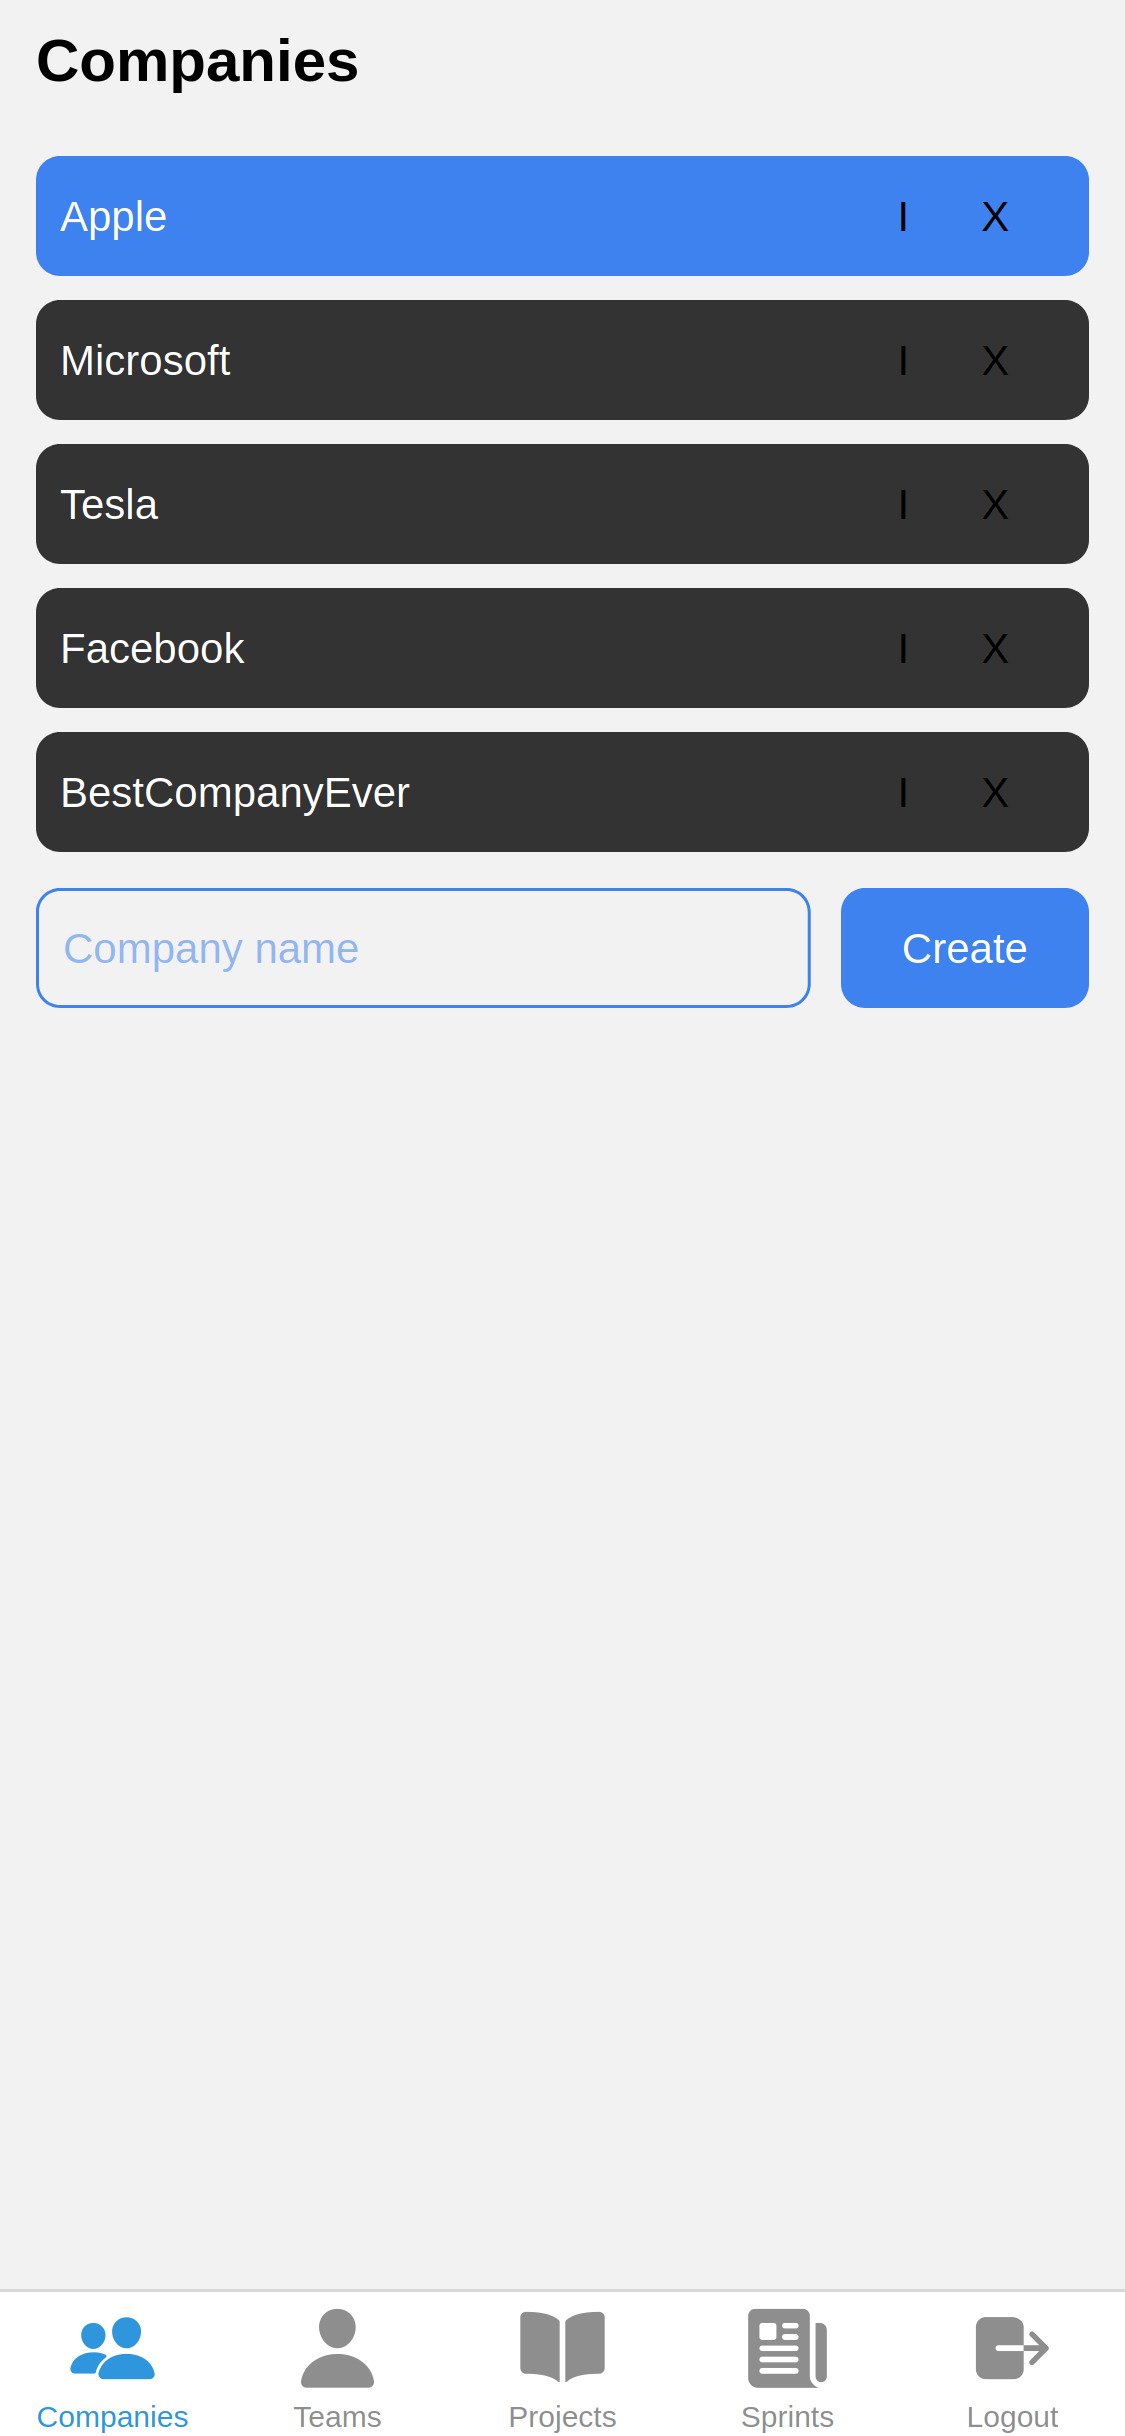 Companies
Apple I X
Microsoft I X
Tesla I X
Facebook I X
BestCompanyEver I X
Company name Create
Companies Teams Projects Sprints Logout